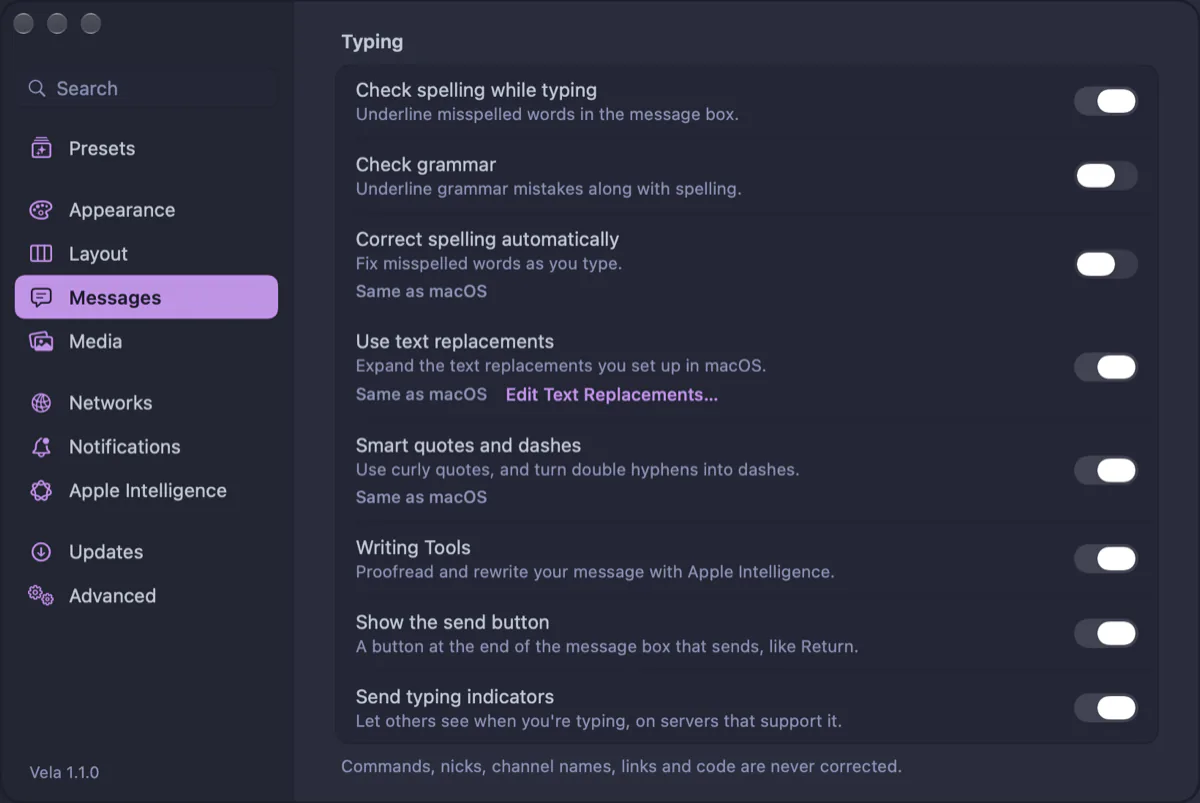 Search
Presets
Appearance
Layout
Messages
Media
Networks
Notifications
Apple Intelligence
Updates
Advanced
Vela 1.1.0
Typing
Check spelling while typing
Underline misspelled words in the message box.
Check grammar
Underline grammar mistakes along with spelling.
Correct spelling automatically
Fix misspelled words as you type.
Same as macOS
Use text replacements
Expand the text replacements you set up in macOS.
Same as macOS Edit Text Replacements...
Smart quotes and dashes
Use curly quotes, and turn double hyphens into dashes.
Same as macOS
Writing Tools
Proofread and rewrite your message with Apple Intelligence.
Show the send button
A button at the end of the message box that sends, like Return.
Send typing indicators
Let others see when you're typing, on servers that support it.
Commands, nicks, channel names, links and code are never corrected.